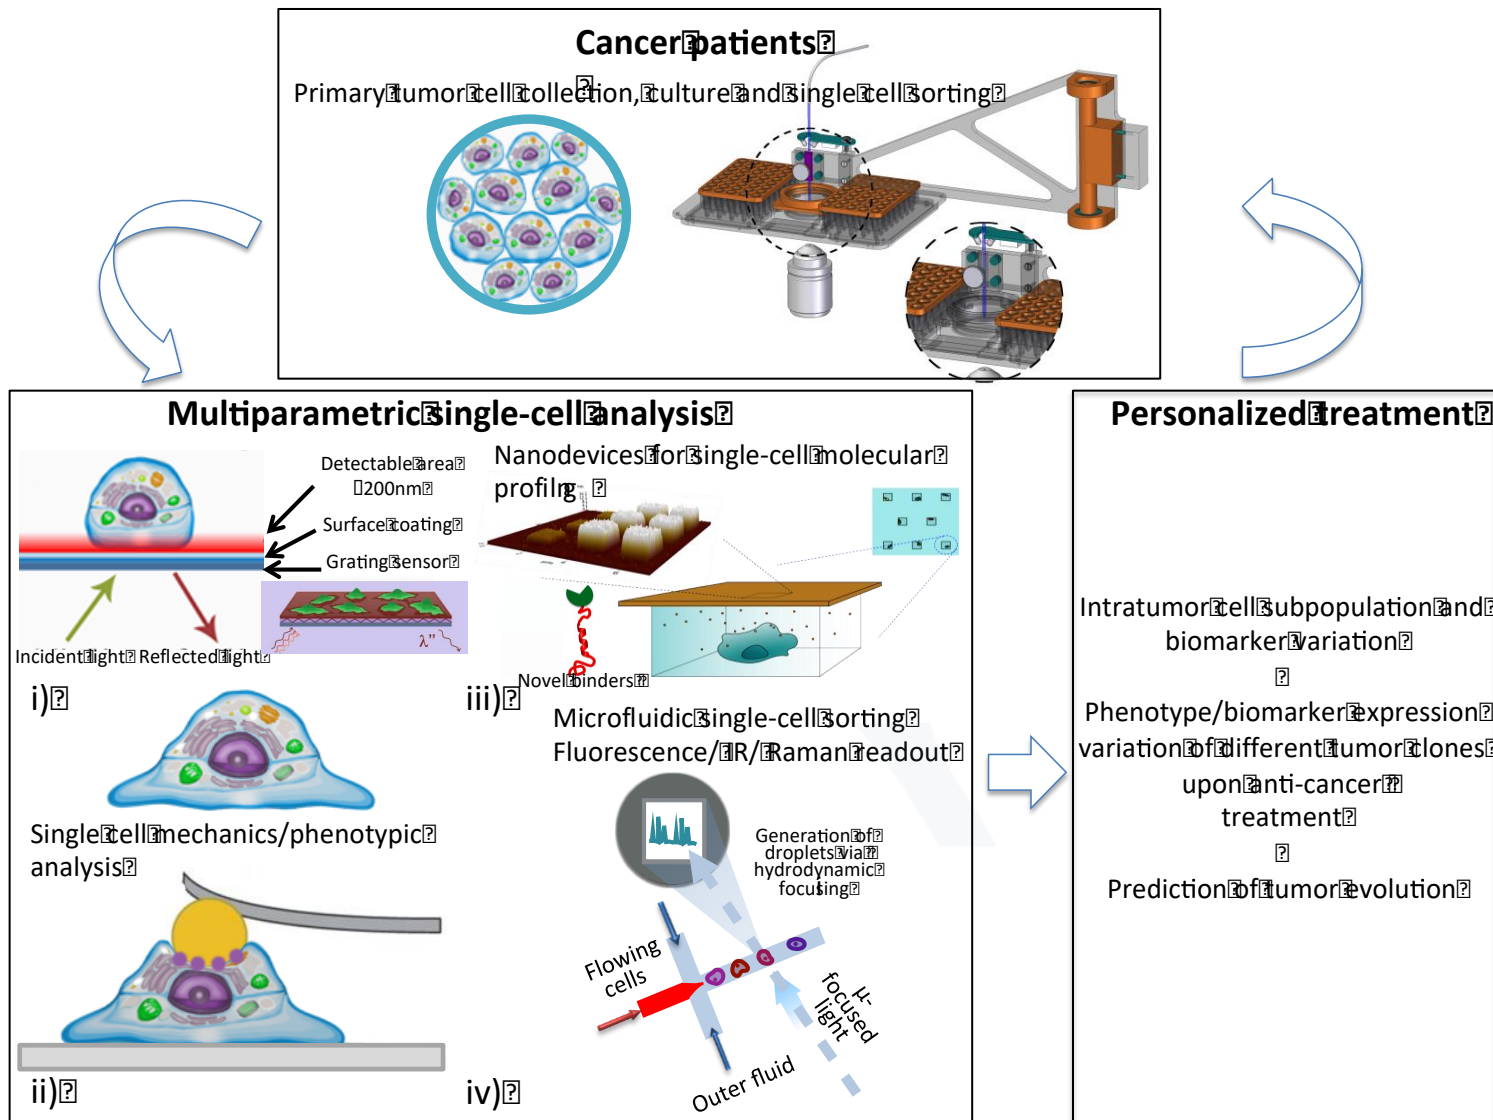 Cancer patients
Primary tumor cell collection, culture and single cell sorting
Multiparametric single-cell analysis
Detectable area
200nm
Surface coating
Grating sensor
Incident light
Reflected light
λ"
i)
Nanodevices for single-cell molecular
profilng
Novel binders
iii)
Single cell mechanics/phenotypic
analysis
ii)
Microfluidic single-cell sorting
Fluorescence/ IR/ Raman readout
Generation of
droplets via
hydrodynamic
focusing
Flowing
cells
μ-
focused
light
Outer fluid
iv)
Personalized treatment
Intratumor cell subpopulation and
biomarker variation
Phenotype/biomarker expression
variation of different tumor clones
upon anti-cancer
treatment
Prediction of tumor evolution